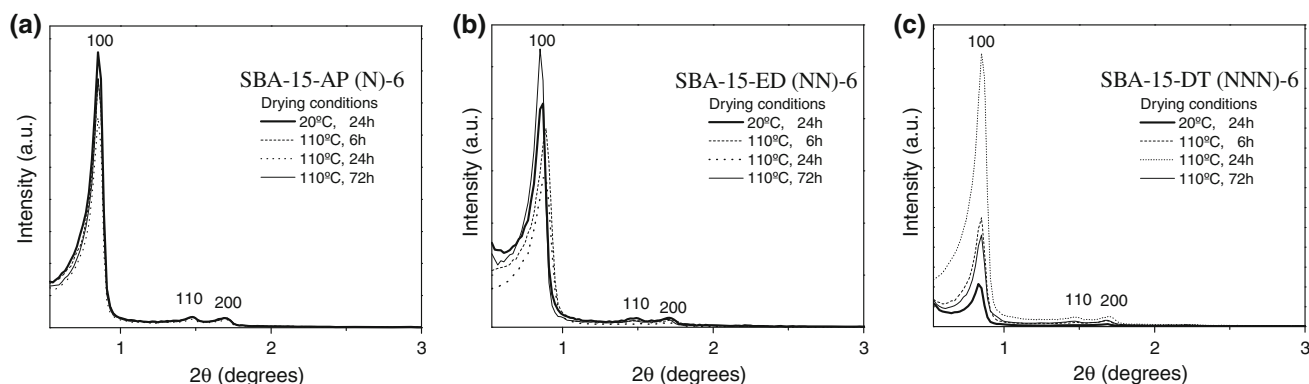 (a)
100
SBA-15-AP (N)-6
Drying conditions
20ºC, 24h
110ºC, 6h
110ºC, 24h
110ºC, 72h
110
200
Intensity (a.u.)
1
2
3
2θ (degrees)
(b)
100
SBA-15-ED (NN)-6
Drying conditions
20ºC, 24h
110ºC, 6h
110ºC, 24h
110ºC, 72h
110
200
Intensity (a.u.)
1
2
3
2θ (degrees)
(c)
100
SBA-15-DT (NNN)-6
Drying conditions
20ºC, 24h
110ºC, 6h
110ºC, 24h
110ºC, 72h
110
200
Intensity (a.u.)
1
2
3
2θ (degrees)